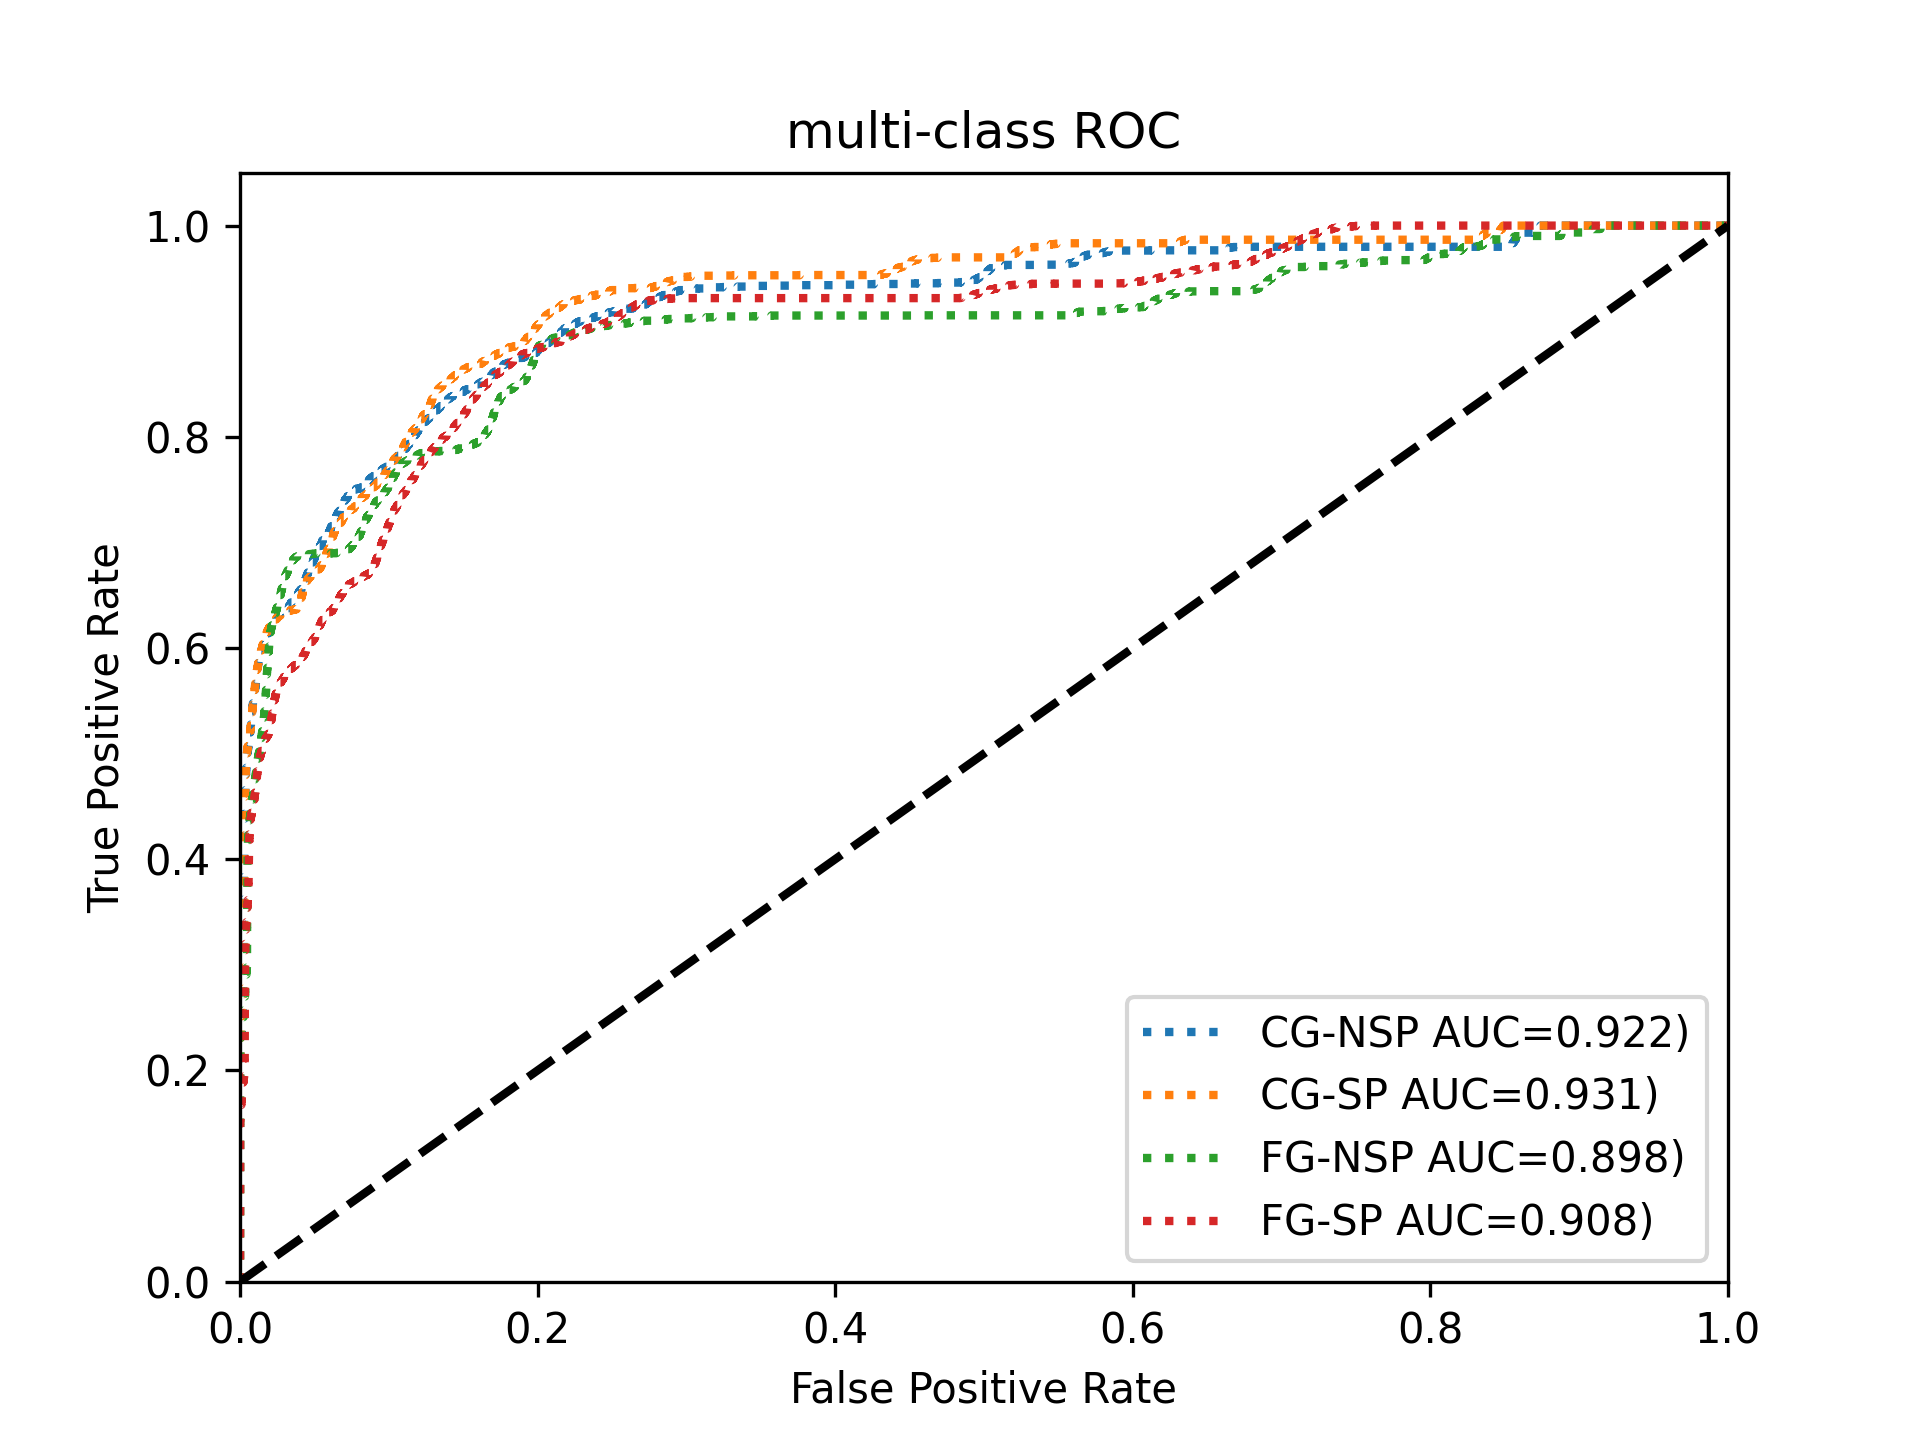 multi-class ROC
True Positive Rate
1.0
0.8
0.6
0.4
0.2
0.0
0.0 0.2 0.4 0.6 0.8 1.0
False Positive Rate
CG-NSP AUC=0.922)
CG-SP AUC=0.931)
FG-NSP AUC=0.898)
FG-SP AUC=0.908)